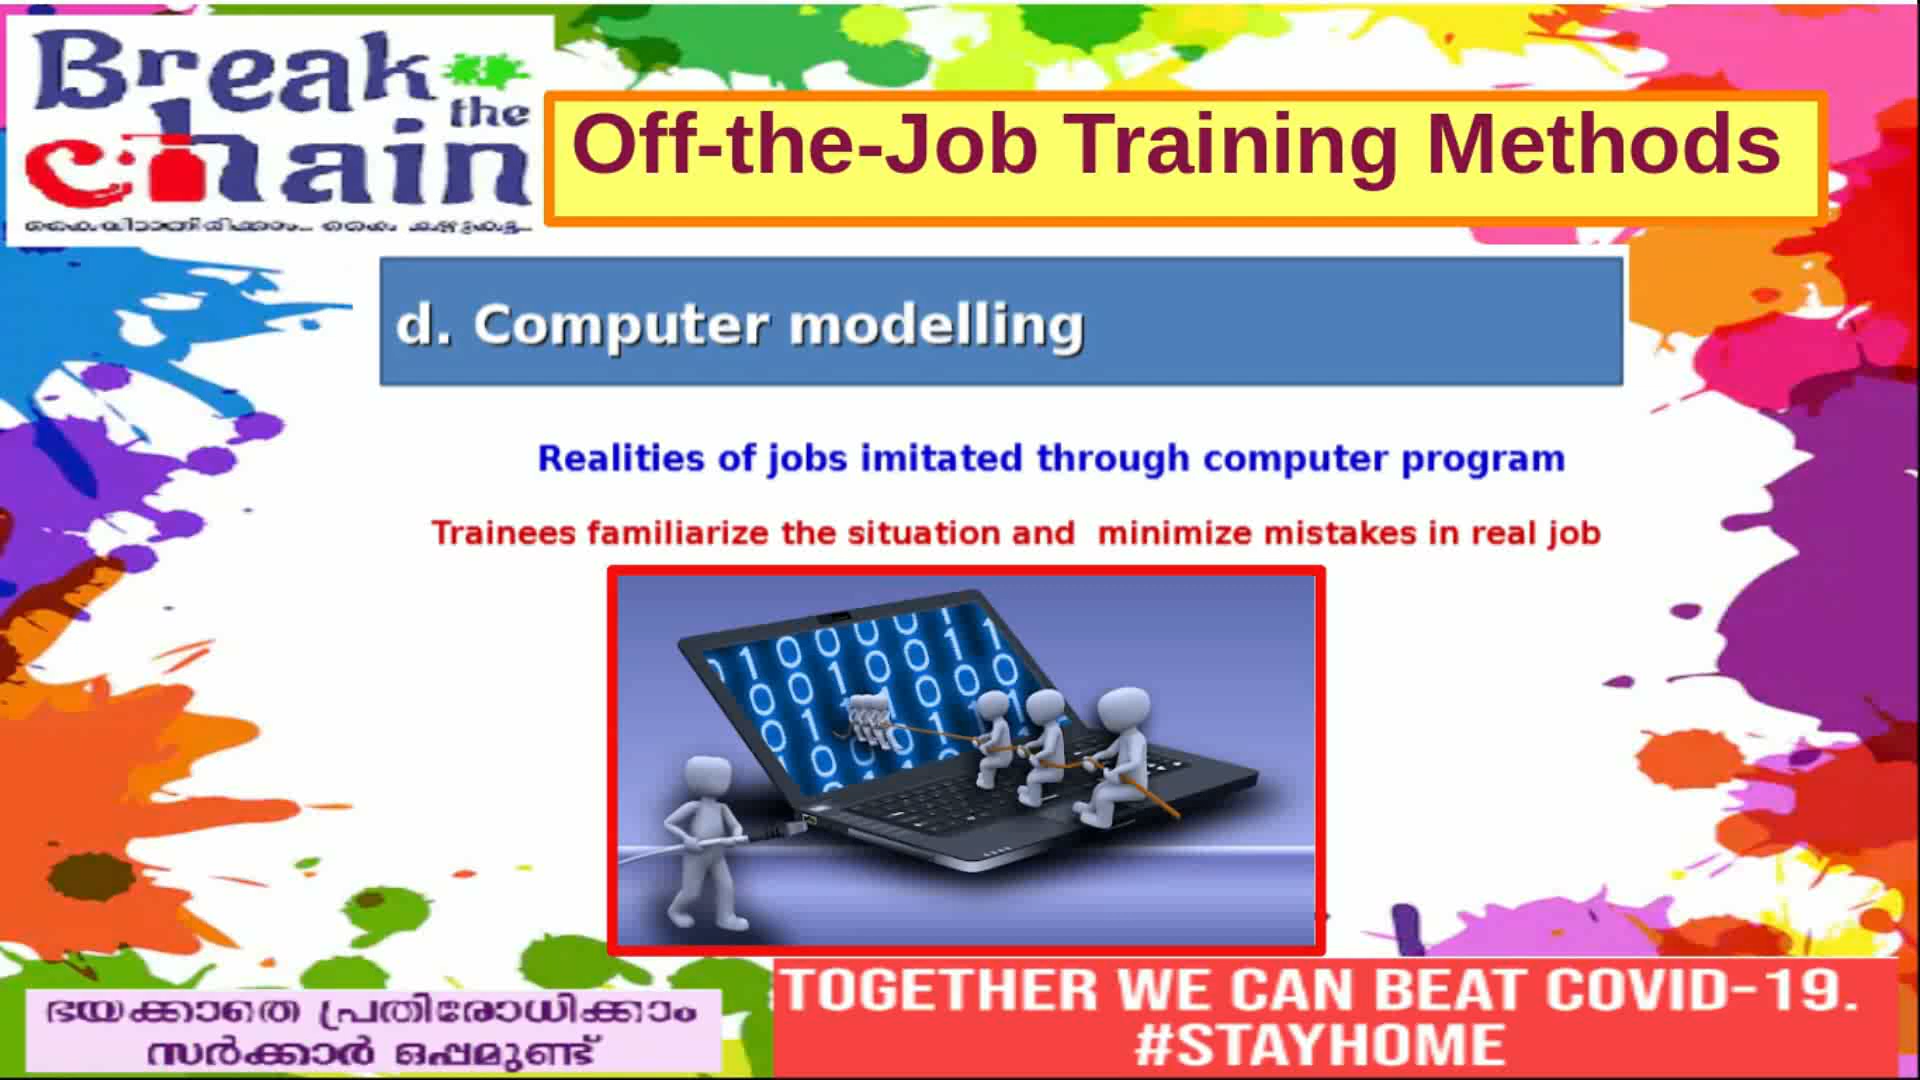 Break
the
chain
കൈവിടാതിരിക്കാം.. കൈ കഴുകൂ..
Off-the-Job Training Methods
d. Computer modelling
Realities of jobs imitated through computer program
Trainees familiarize the situation and  minimize mistakes in real job
ഭയക്കാതെ പ്രതിരോധിക്കാം
സർക്കാർ ഒപ്പമുണ്ട്
TOGETHER WE CAN BEAT COVID-19.
#STAYHOME